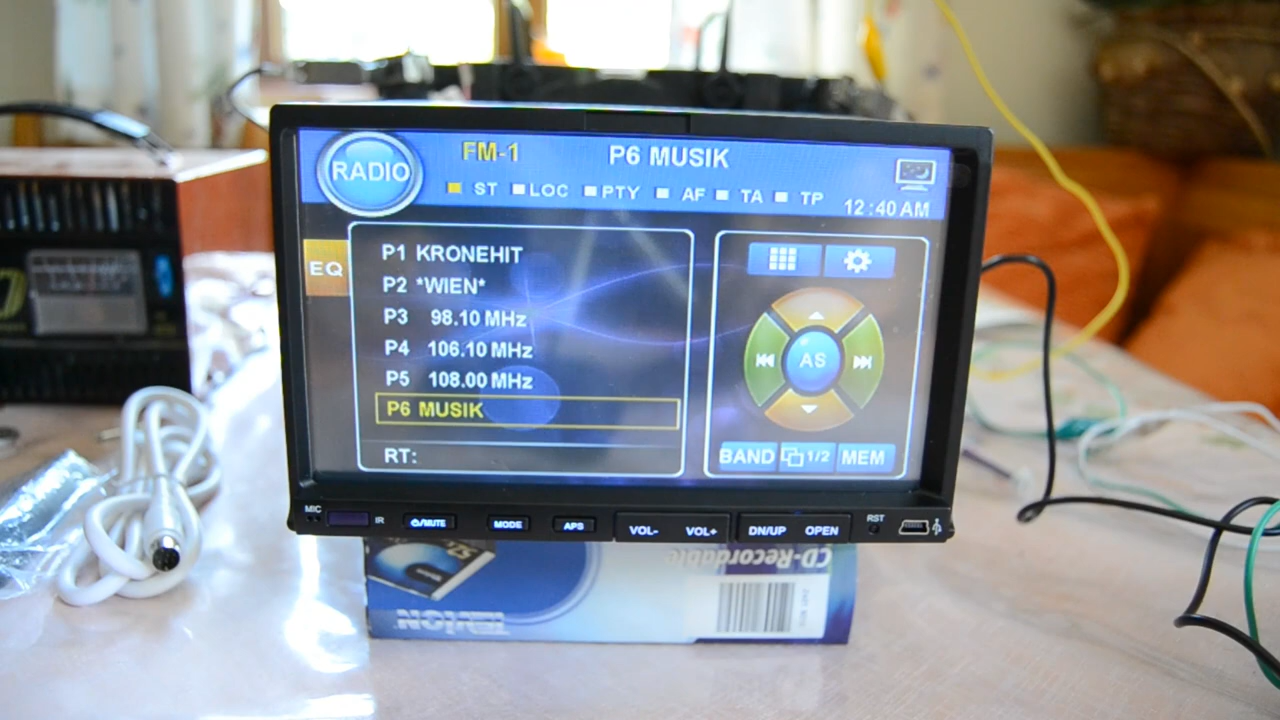 RADIO
FM-1
P6 MUSIK
ST LOC PTY AF TA TP
12:40 AM
EQ
P1 KRONEHIT
P2 *WIEN*
P3 98.10 MHz
P4 106.10 MHz
P5 108.00 MHz
P6 MUSIK
RT:
AS
BAND 1/2 MEM
MIC
IR
/MUTE
MODE
APS
VOL- VOL+
DN/UP OPEN
RST
CD-Recordable
TEVION